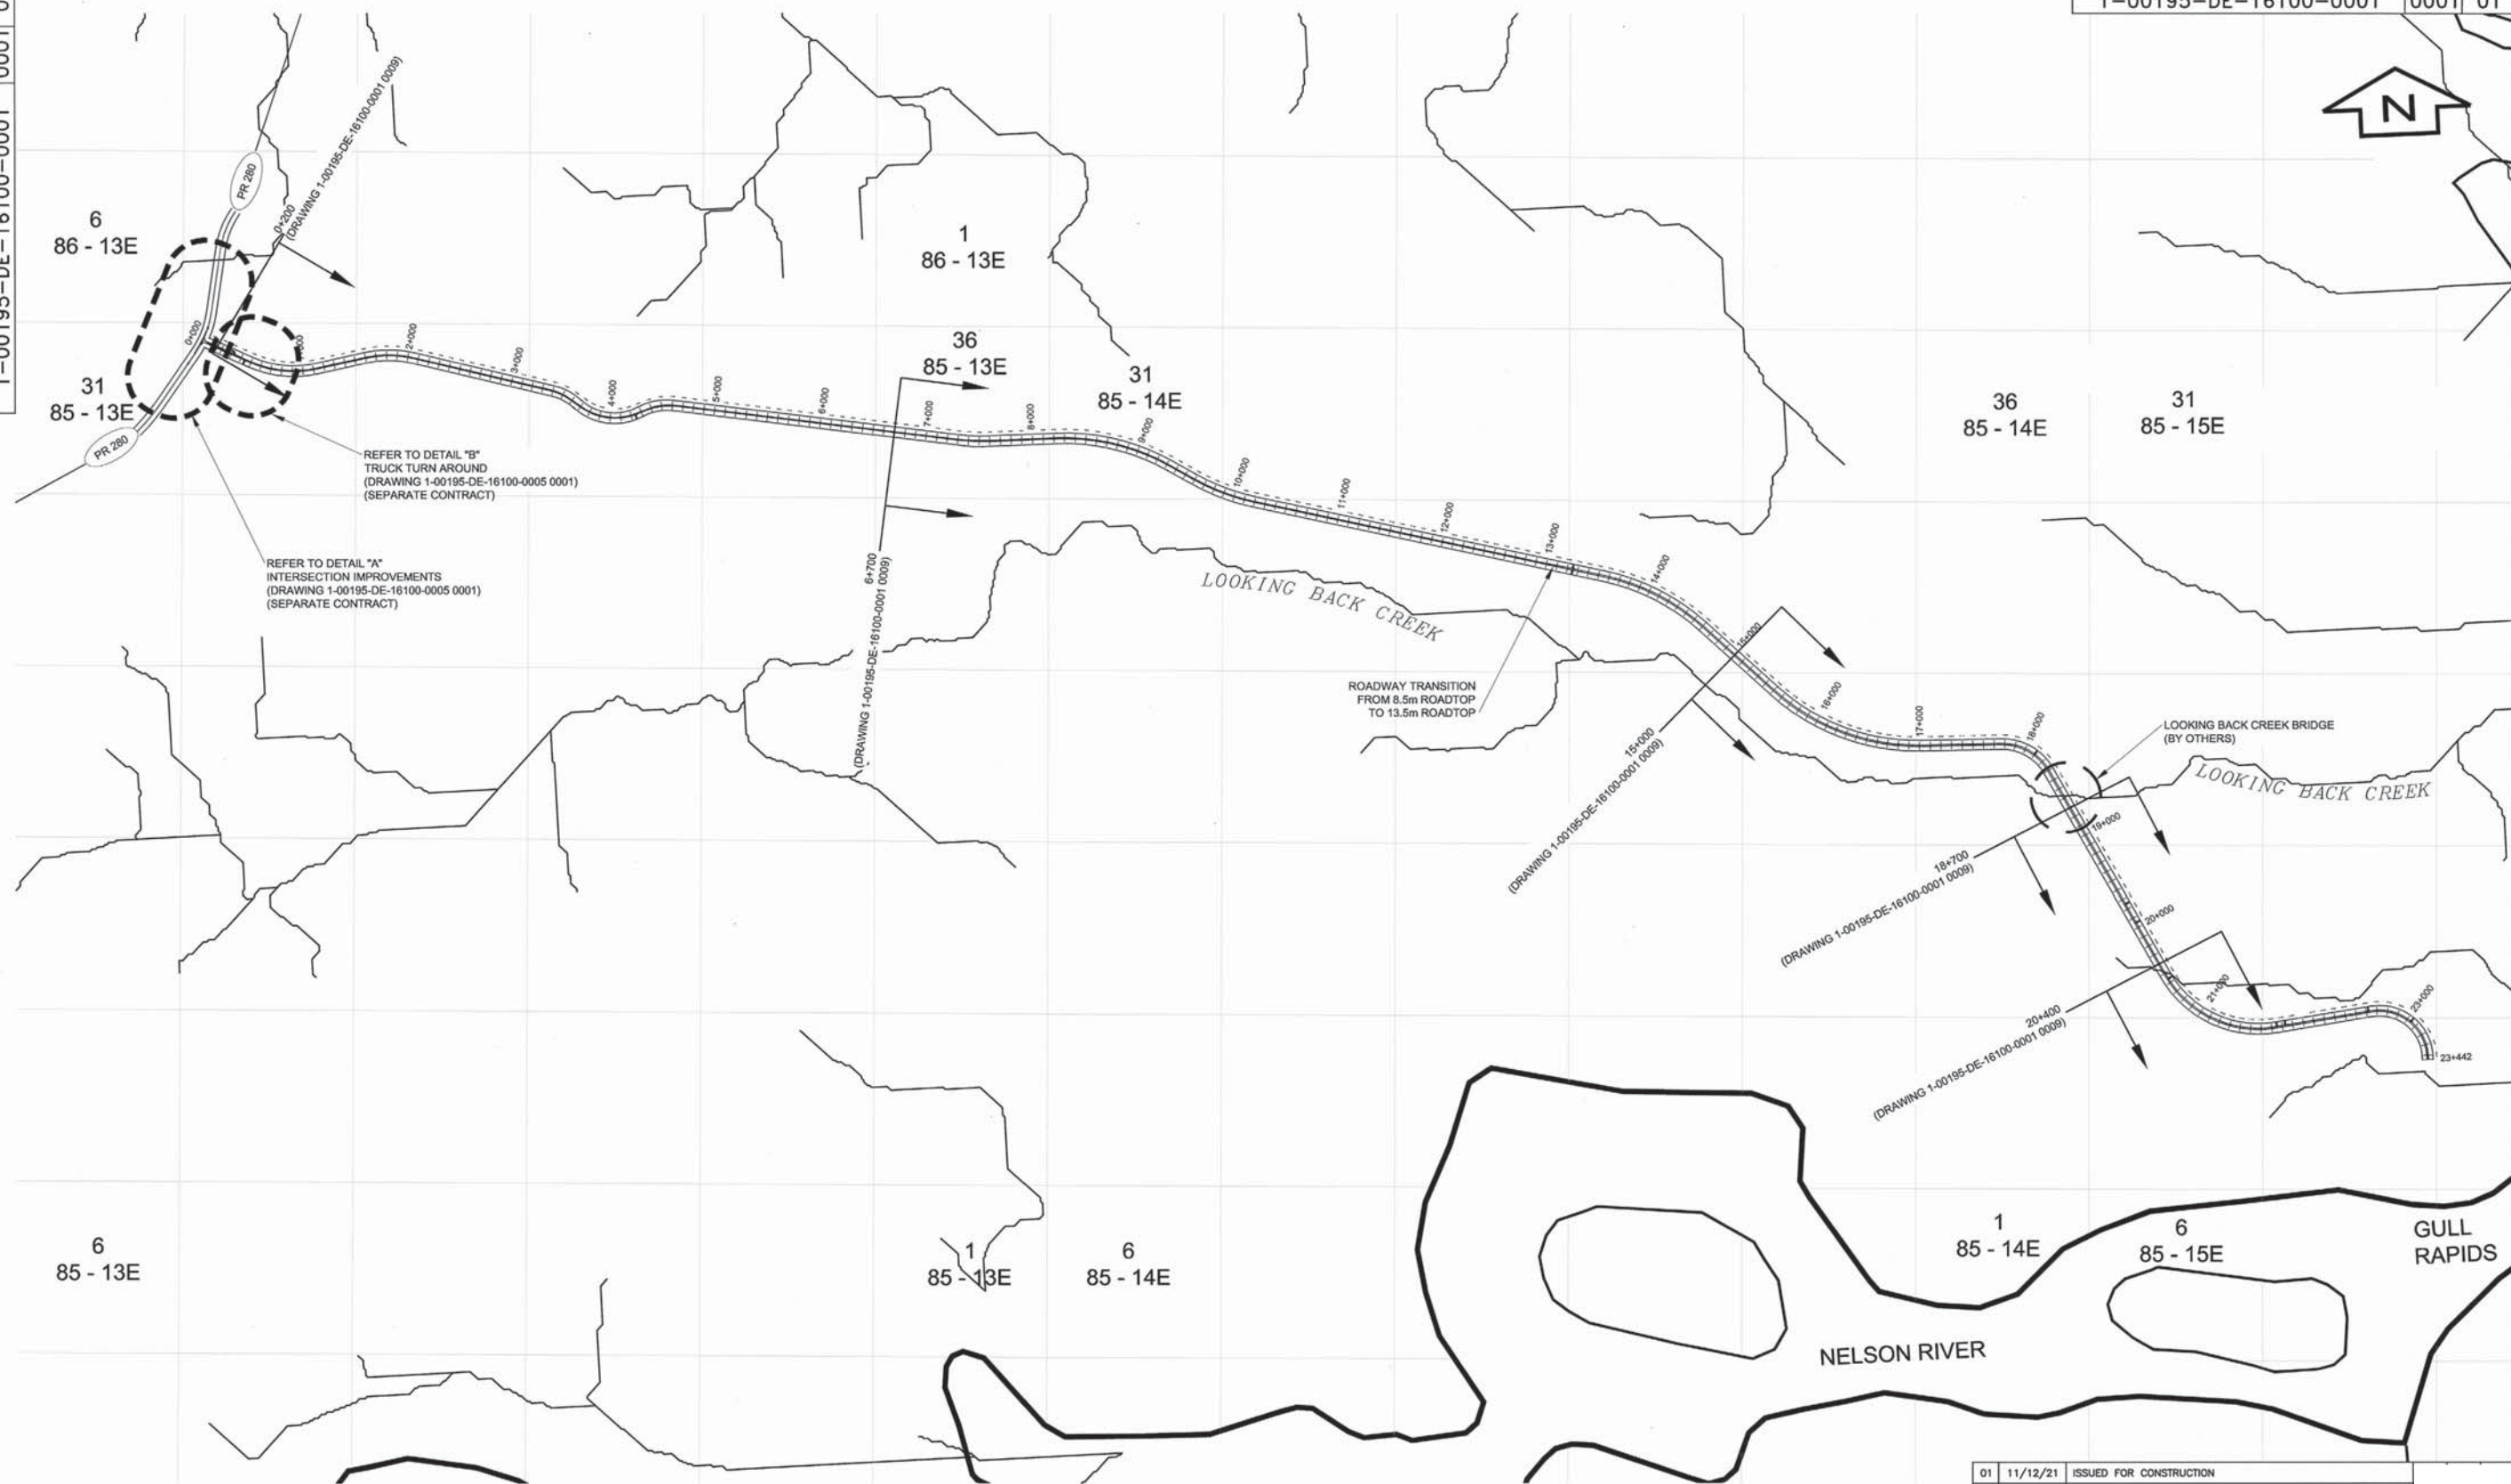 1-00195-DE-16100-0001 0001 01
1-00195-DE-16100-0001 0001
N
PR 280
0+200
(DRAWING 1-00195-DE-16100-0001 0009)
6
86 - 13E
1
86 - 13E
0+000
31
85 - 13E
PR 280
2+000
3+000
4+000
5+000
6+000
7+000
8+000
9+000
10+000
11+000
12+000
13+000
14+000
15+000
16+000
17+000
18+000
19+000
20+000
21+000
23+000
23+442
36
85 - 13E
31
85 - 14E
36
85 - 14E
31
85 - 15E
REFER TO DETAIL "B"
TRUCK TURN AROUND
(DRAWING 1-00195-DE-16100-0005 0001)
(SEPARATE CONTRACT)
REFER TO DETAIL "A"
INTERSECTION IMPROVEMENTS
(DRAWING 1-00195-DE-16100-0005 0001)
(SEPARATE CONTRACT)
6+700
(DRAWING 1-00195-DE-16100-0001 0009)
LOOKING BACK CREEK
ROADWAY TRANSITION
FROM 8.5m ROADTOP
TO 13.5m ROADTOP
15+000
(DRAWING 1-00195-DE-16100-0001 0009)
LOOKING BACK CREEK BRIDGE
(BY OTHERS)
LOOKING BACK CREEK
18+700
(DRAWING 1-00195-DE-16100-0001 0009)
20+400
(DRAWING 1-00195-DE-16100-0001 0009)
6
85 - 13E
1
85 - 13E
6
85 - 14E
1
85 - 14E
6
85 - 15E
GULL
RAPIDS
NELSON RIVER
01 11/12/21 ISSUED FOR CONSTRUCTION